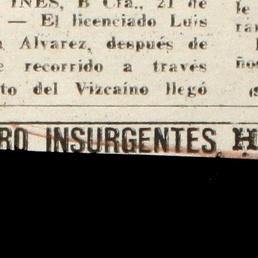 INES, B Cfa., 21 de
— El licenciado Luis
Alvarez, después de
recorrido a través
to del Vizcaíno llegó
RO INSURGENTES H